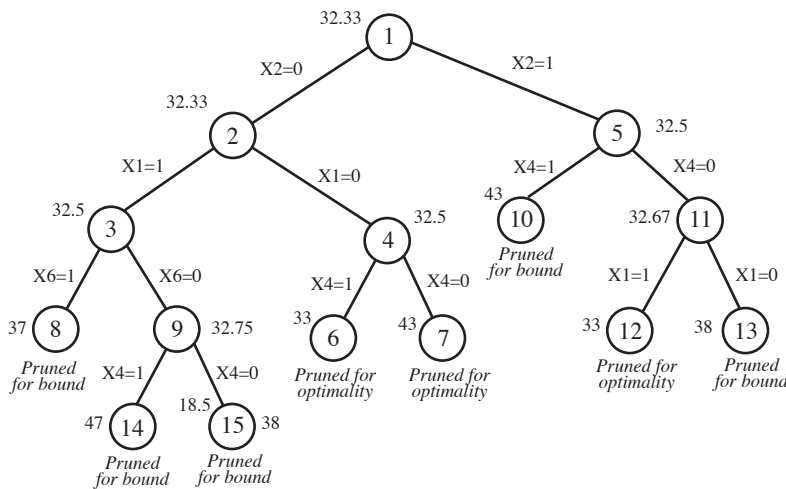 32.33
1
X2=0
X2=1
32.33
2
5
32.5
X1=1
X1=0
X4=1
X4=0
32.5
3
4
32.5
43
10
32.67
11
Pruned
for bound
X6=1
X6=0
X4=1
X4=0
X1=1
X1=0
37
8
9
32.75
33
6
43
7
33
12
38
13
Pruned
for bound
Pruned for
optimality
Pruned for
optimality
Pruned for
optimality
Pruned
for bound
X4=1
X4=0
47
14
18.5
15
38
Pruned
for bound
Pruned
for bound